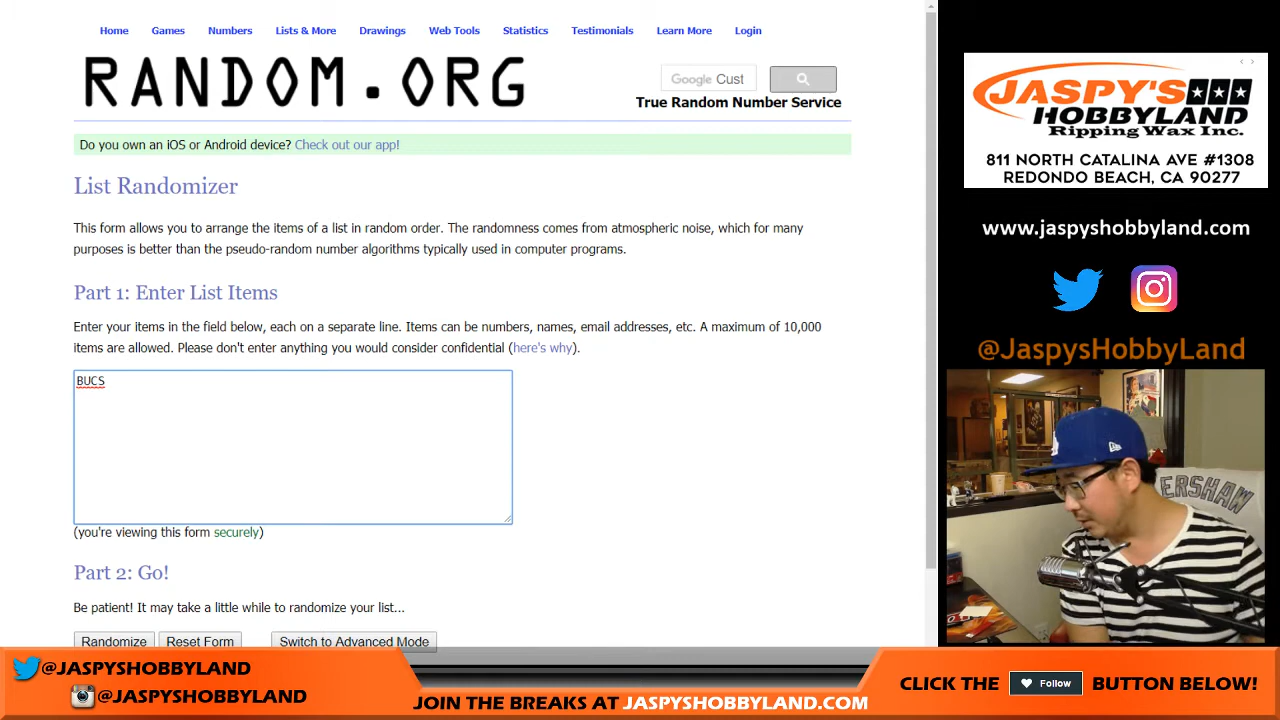 Home Games Numbers Lists & More Drawings Web Tools Statistics Testimonials Learn More Login
RANDOM.ORG
Google Cust
True Random Number Service
Do you own an iOS or Android device? Check out our app!
List Randomizer
This form allows you to arrange the items of a list in random order. The randomness comes from atmospheric noise, which for many
purposes is better than the pseudo-random number algorithms typically used in computer programs.
Part 1: Enter List Items
Enter your items in the field below, each on a separate line. Items can be numbers, names, email addresses, etc. A maximum of 10,000
items are allowed. Please don't enter anything you would consider confidential (here's why).
BUCS
(you're viewing this form securely)
Part 2: Go!
Be patient! It may take a little while to randomize your list...
Randomize Reset Form Switch to Advanced Mode
JASPY'S
HOBBYLAND
Ripping Wax Inc.
811 NORTH CATALINA AVE #1308
REDONDO BEACH, CA 90277
www.jaspyshobbyland.com
@JaspysHobbyLand
ERSHAW
LA
@JASPYSHOBBYLAND
@JASPYSHOBBYLAND
JOIN THE BREAKS AT JASPYSHOBBYLAND.COM
CLICK THE Follow BUTTON BELOW!